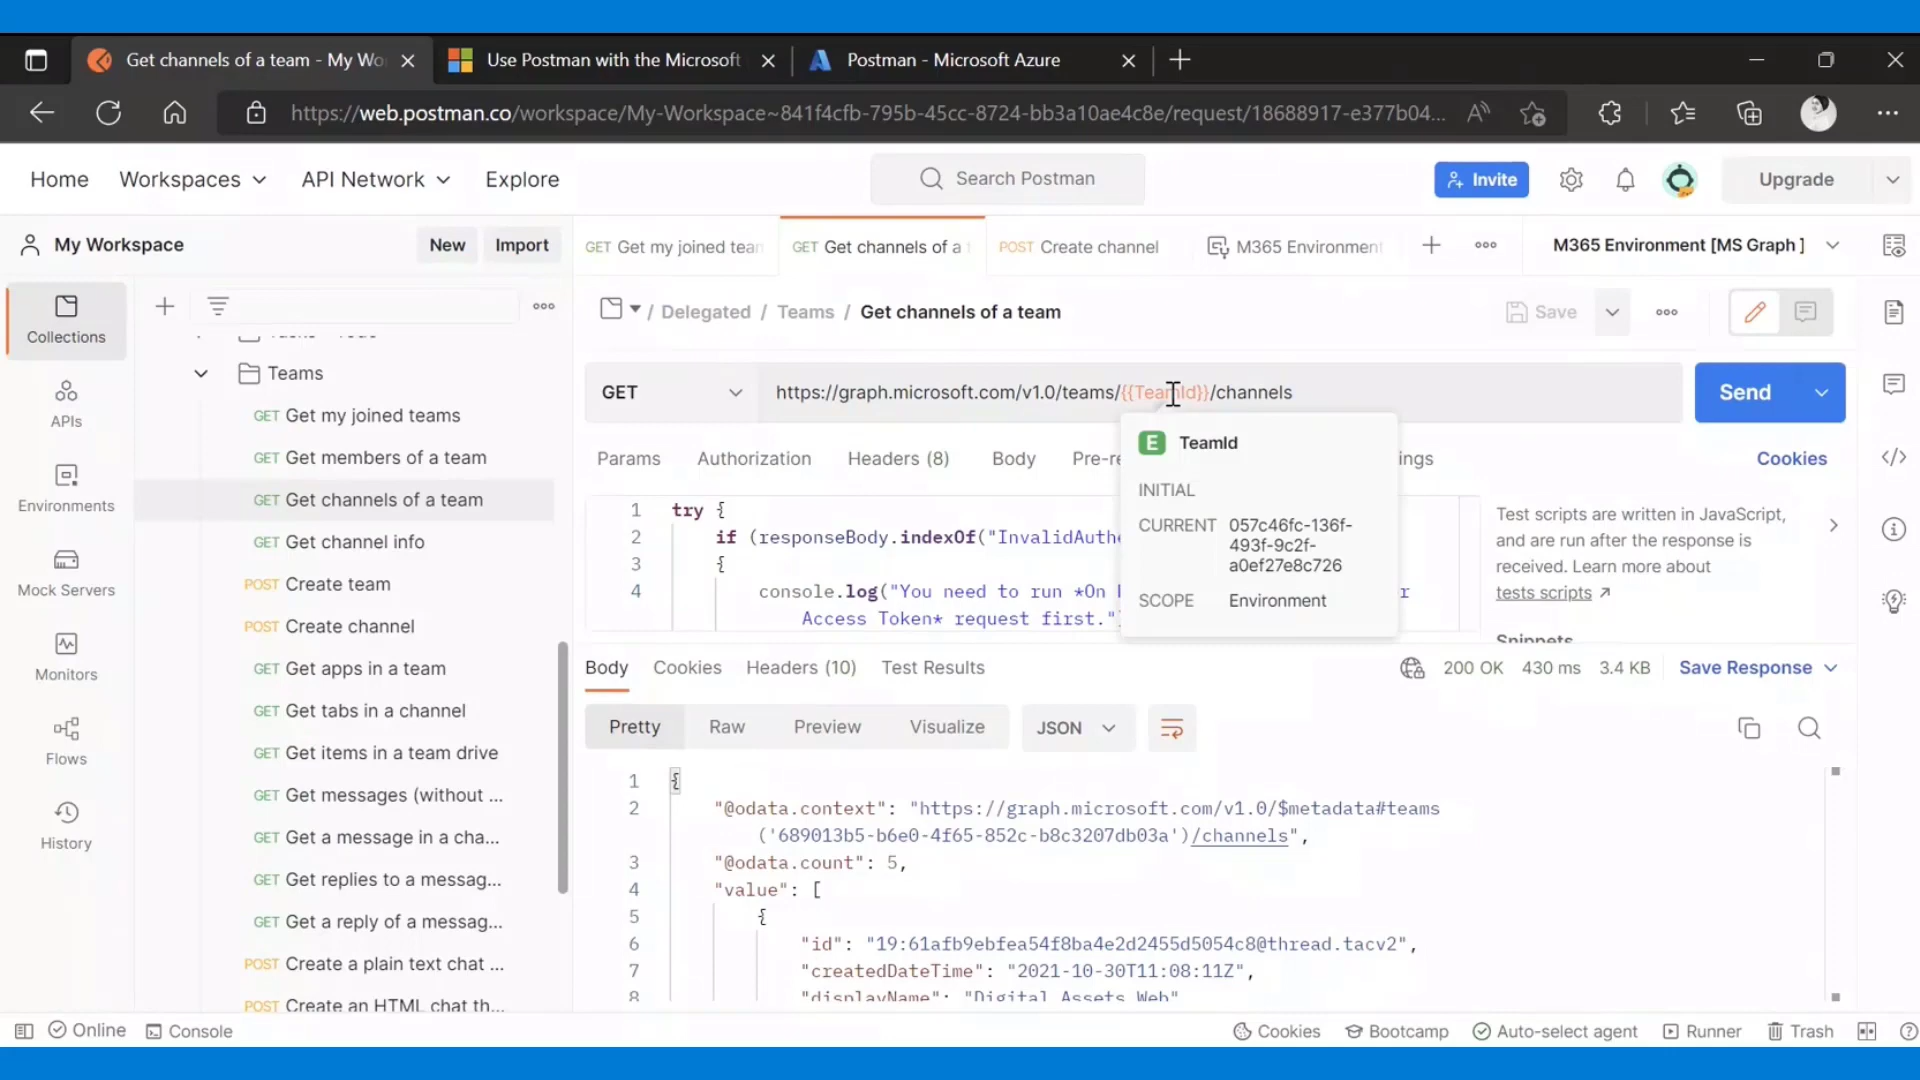 Get channels of a team - My Wo
Use Postman with the Microsoft
Postman - Microsoft Azure
https://web.postman.co/workspace/My-Workspace~841f4cfb-795b-45cc-8724-bb3a10ae4c8e/request/18688917-e377b04...
Home Workspaces API Network Explore
Search Postman
Invite
Upgrade
My Workspace
New
Import
GET Get my joined team
GET Get channels of a t
POST Create channel
M365 Environment
M365 Environment [MS Graph ]
Collections
APIs
Environments
Mock Servers
Monitors
Flows
History
Teams
GET Get my joined teams
GET Get members of a team
GET Get channels of a team
GET Get channel info
POST Create team
POST Create channel
GET Get apps in a team
GET Get tabs in a channel
GET Get items in a team drive
GET Get messages (without ...
GET Get a message in a cha...
GET Get replies to a messag...
GET Get a reply of a messag...
POST Create a plain text chat ...
POST Create an HTML chat th...
/ Delegated / Teams / Get channels of a team
Save
GET
https://graph.microsoft.com/v1.0/teams/{{TeamId}}/channels
Send
Params Authorization Headers (8) Body Pre-re ings
Cookies
E TeamId
INITIAL
CURRENT 057c46fc-136f-
493f-9c2f-
a0ef27e8c726
SCOPE Environment
1 try {
2 if (responseBody.indexOf("InvalidAuthe
3 {
4 console.log("You need to run *On r
Access Token* request first."
Test scripts are written in JavaScript,
and are run after the response is
received. Learn more about
tests scripts
Snippets
Body Cookies Headers (10) Test Results
200 OK 430 ms 3.4 KB Save Response
Pretty Raw Preview Visualize JSON
1 {
2 "@odata.context": "https://graph.microsoft.com/v1.0/$metadata#teams
('689013b5-b6e0-4f65-852c-b8c3207db03a')/channels",
3 "@odata.count": 5,
4 "value": [
5 {
6 "id": "19:61afb9ebfea54f8ba4e2d2455d5054c8@thread.tacv2",
7 "createdDateTime": "2021-10-30T11:08:11Z",
8 "displayName": "Digital Assets Web"
Online Console
Cookies Bootcamp Auto-select agent Runner Trash